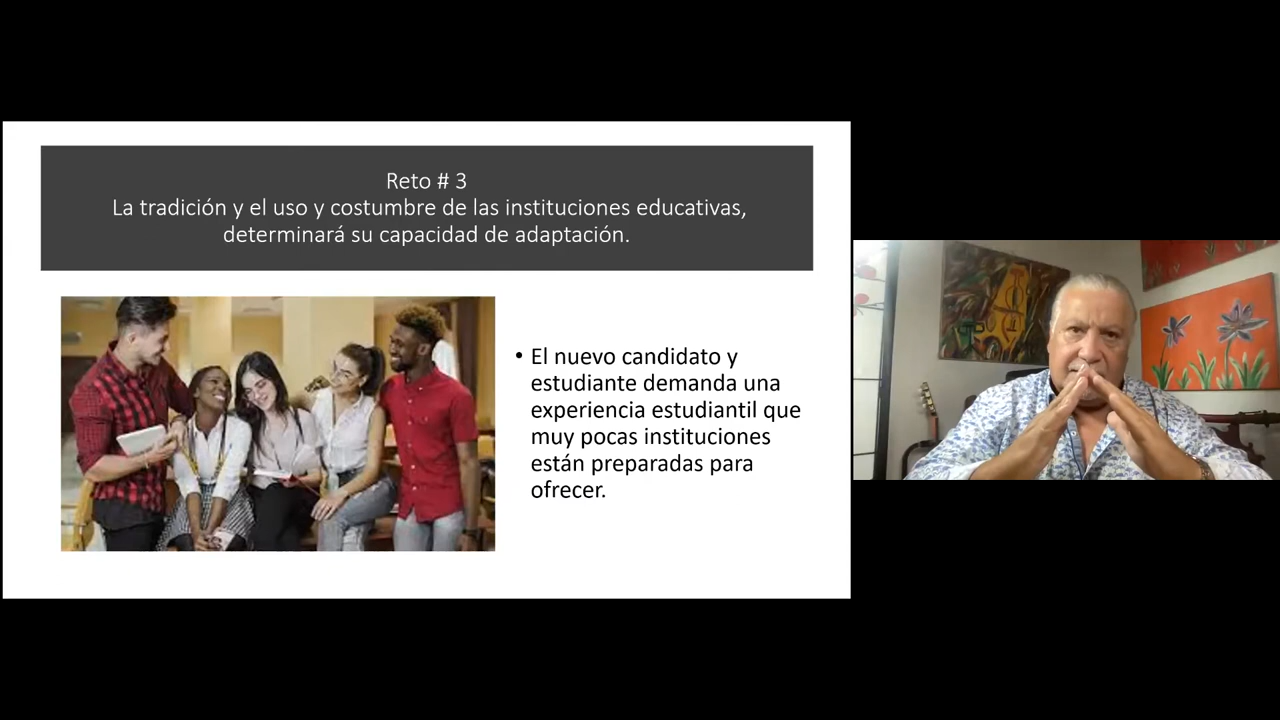 Reto # 3
La tradición y el uso y costumbre de las instituciones educativas,
determinará su capacidad de adaptación.
• El nuevo candidato y
estudiante demanda una
experiencia estudiantil que
muy pocas instituciones
están preparadas para
ofrecer.